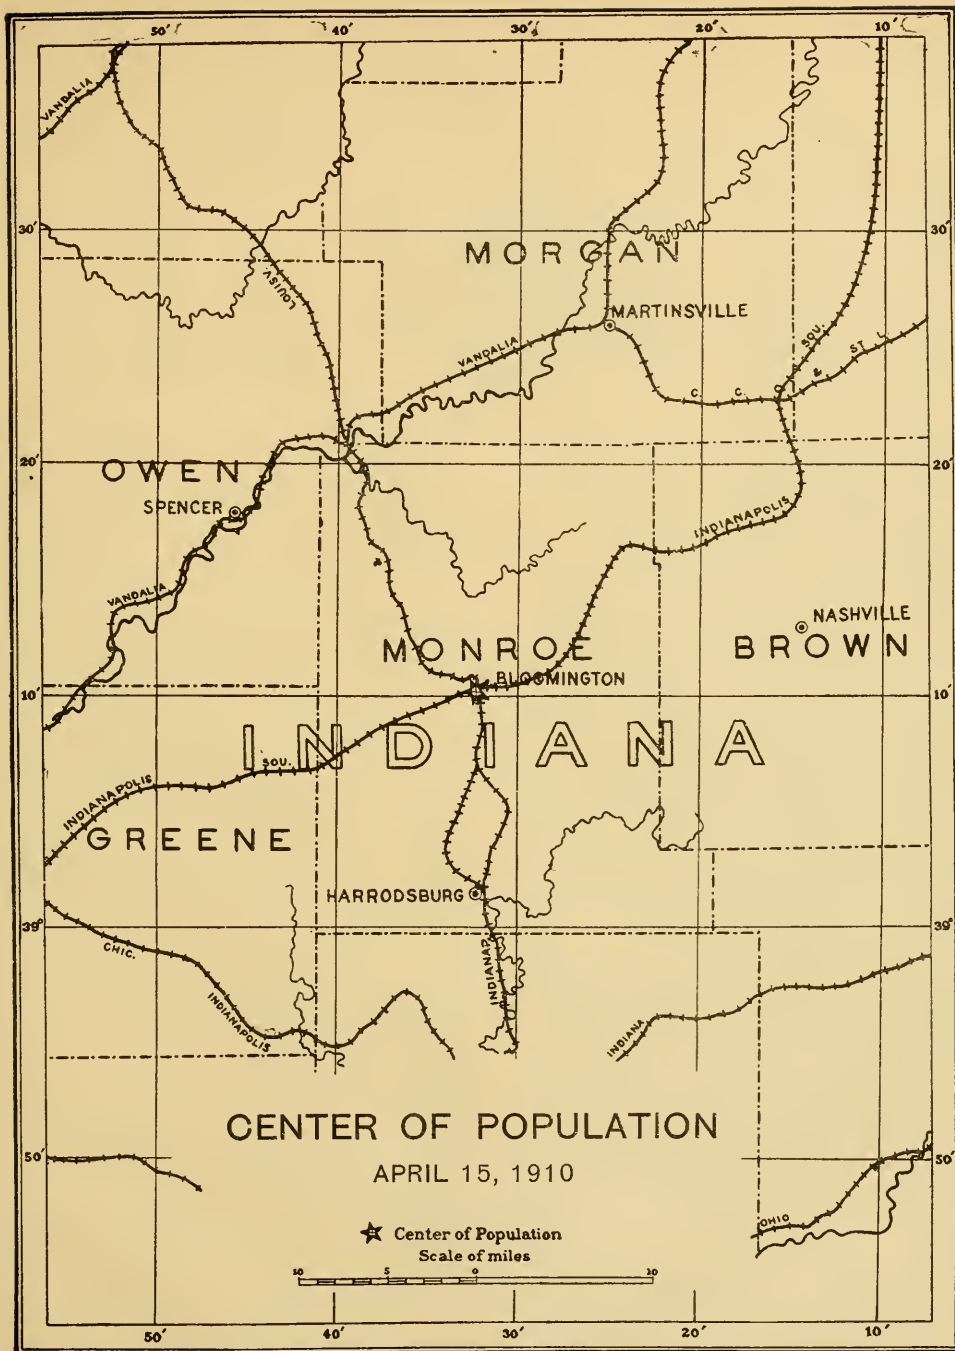 50′ 40′ 30′ 20′ 10′
VANDALIA
30′ 30′
MORGAN
LOUISV.
MARTINSVILLE
VANDALIA
SOU.
C. C. C. & ST L.
20′ 20′
OWEN
SPENCER
INDIANAPOLIS
&
VANDALIA
NASHVILLE
MONROE BROWN
BLOOMINGTON
10′ 10′
INDIANA
SOU.
INDIANAPOLIS
GREENE
HARRODSBURG
39° 39°
CHIC.
INDIANAP.
INDIANAPOLIS
INDIANA
CENTER OF POPULATION
50′ 50′
APRIL 15, 1910
OHIO
Center of Population
Scale of miles
10 5 0 10
50′ 40′ 30′ 20′ 10′